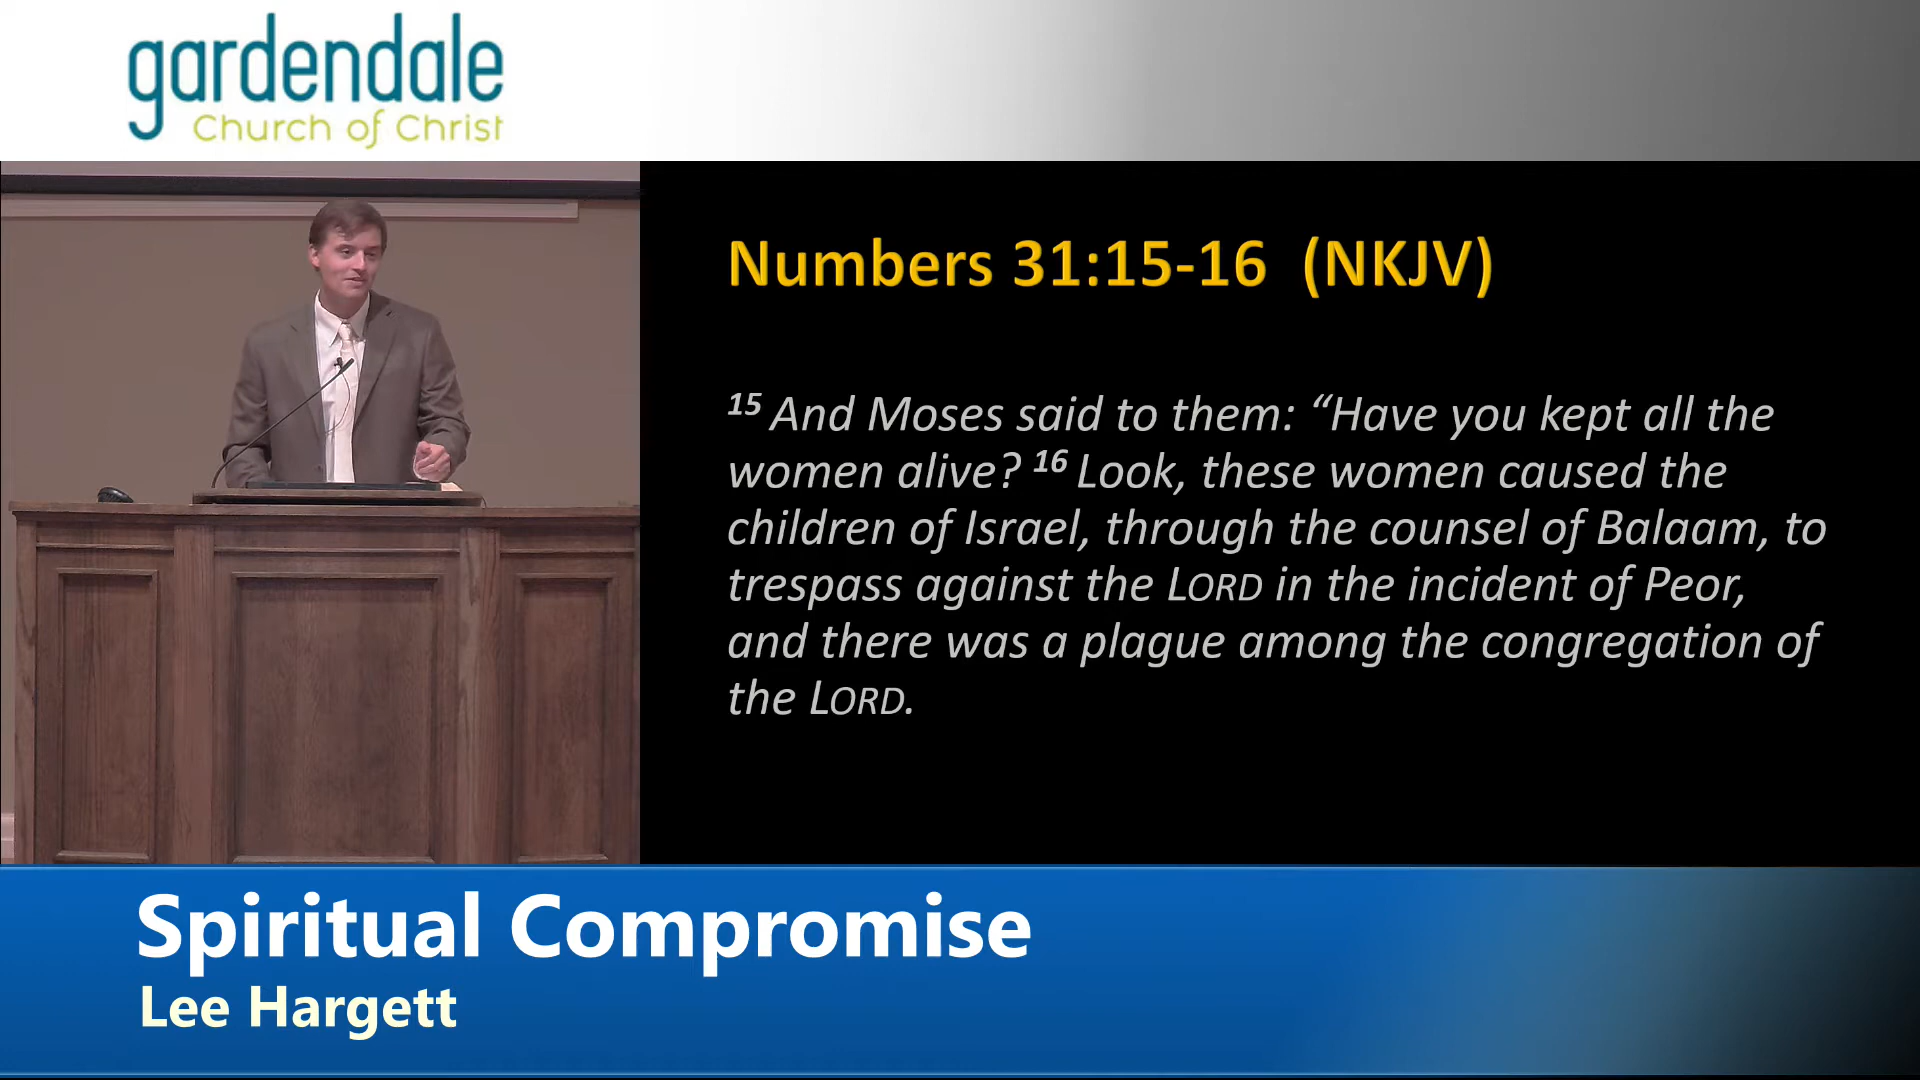 gardendale
Church of Christ
Numbers 31:15-16 (NKJV)
15 And Moses said to them: “Have you kept all the
women alive? 16 Look, these women caused the
children of Israel, through the counsel of Balaam, to
trespass against the LORD in the incident of Peor,
and there was a plague among the congregation of
the LORD.
Spiritual Compromise
Lee Hargett